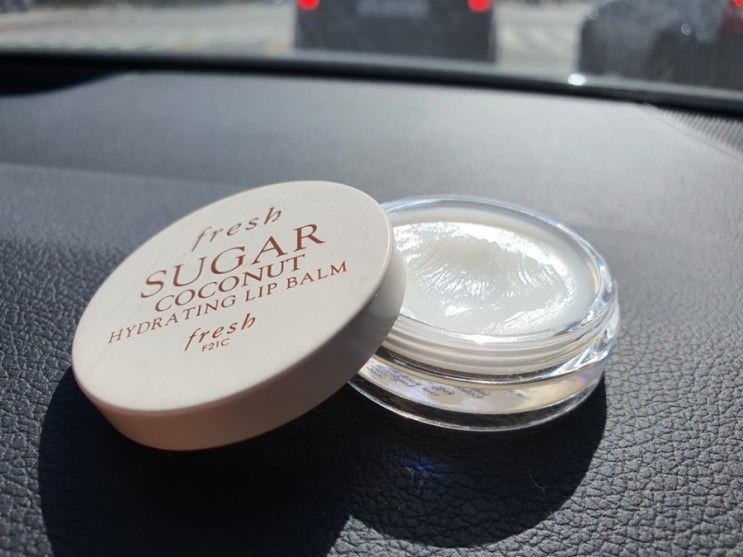 fresh
SUGAR
COCONUT
HYDRATING LIP BALM
fresh
F21C